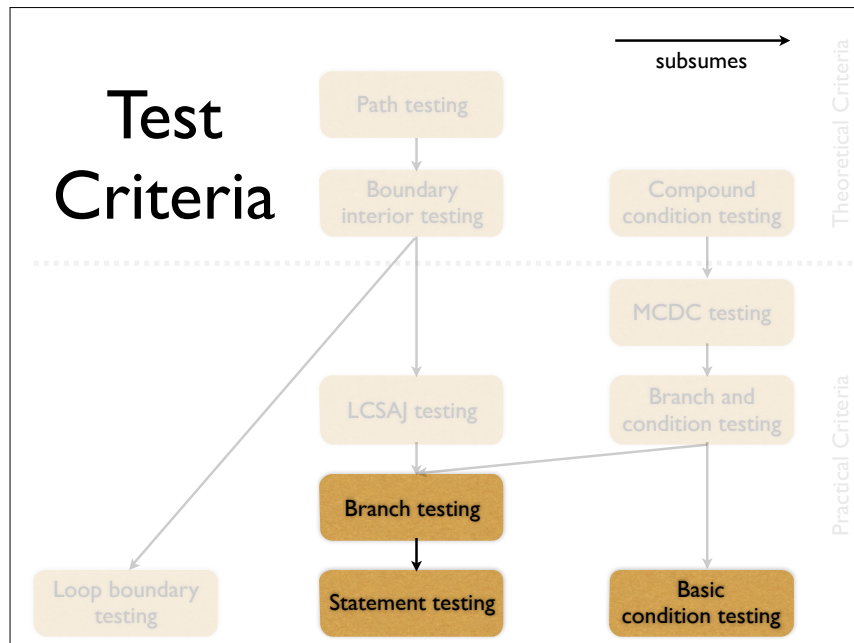 Test
Criteria
subsumes
Theoretical Criteria
Path testing
Boundary
interior testing
Compound
condition testing
MCDC testing
Practical Criteria
LCSAJ testing
Branch and
condition testing
Branch testing
Loop boundary
testing
Statement testing
Basic
condition testing